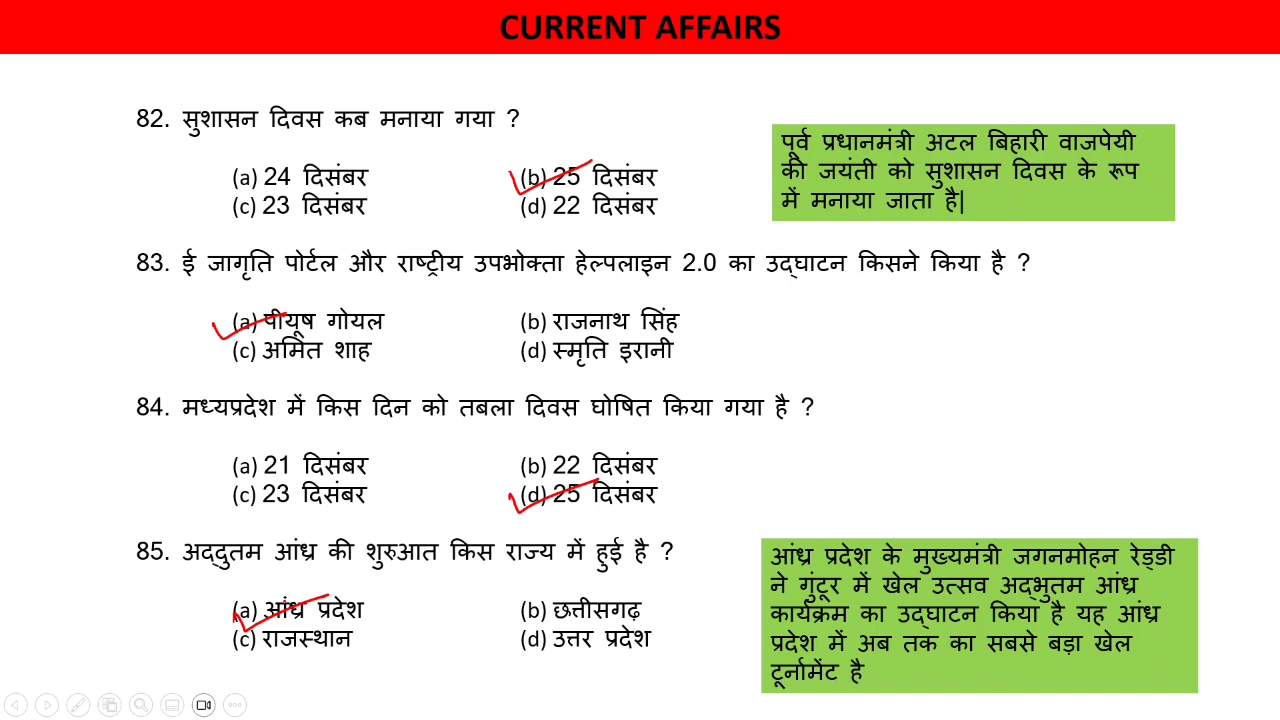 CURRENT AFFAIRS
82. सुशासन दिवस कब मनाया गया ?
(a) 24 दिसंबर (b) 25 दिसंबर
(c) 23 दिसंबर (d) 22 दिसंबर
पूर्व प्रधानमंत्री अटल बिहारी वाजपेयी
की जयंती को सुशासन दिवस के रूप
में मनाया जाता है|
83. ई जागृति पोर्टल और राष्ट्रीय उपभोक्ता हेल्पलाइन 2.0 का उद्घाटन किसने किया है ?
(a) पीयूष गोयल (b) राजनाथ सिंह
(c) अमित शाह (d) स्मृति इरानी
84. मध्यप्रदेश में किस दिन को तबला दिवस घोषित किया गया है ?
(a) 21 दिसंबर (b) 22 दिसंबर
(c) 23 दिसंबर (d) 25 दिसंबर
85. अद्दुतम आंध्र की शुरुआत किस राज्य में हुई है ?
(a) आंध्र प्रदेश (b) छत्तीसगढ़
(c) राजस्थान (d) उत्तर प्रदेश
आंध्र प्रदेश के मुख्यमंत्री जगनमोहन रेड्डी
ने गुंटूर में खेल उत्सव अद्भुतम आंध्र
कार्यक्रम का उद्घाटन किया है यह आंध्र
प्रदेश में अब तक का सबसे बड़ा खेल
टूर्नामेंट है